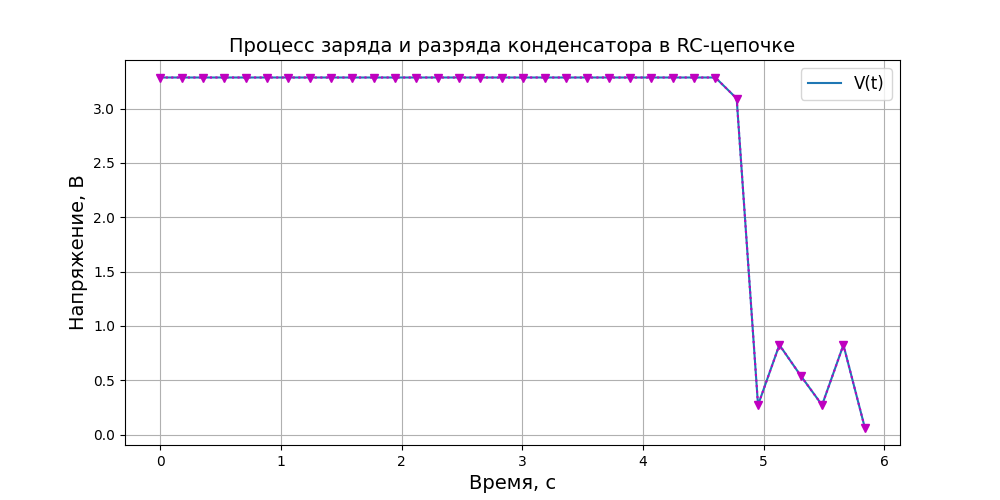 Процесс заряда и разряда конденсатора в RC-цепочке
V(t)
Напряжение, В
3.0
2.5
2.0
1.5
1.0
0.5
0.0
0 1 2 3 4 5 6
Время, с